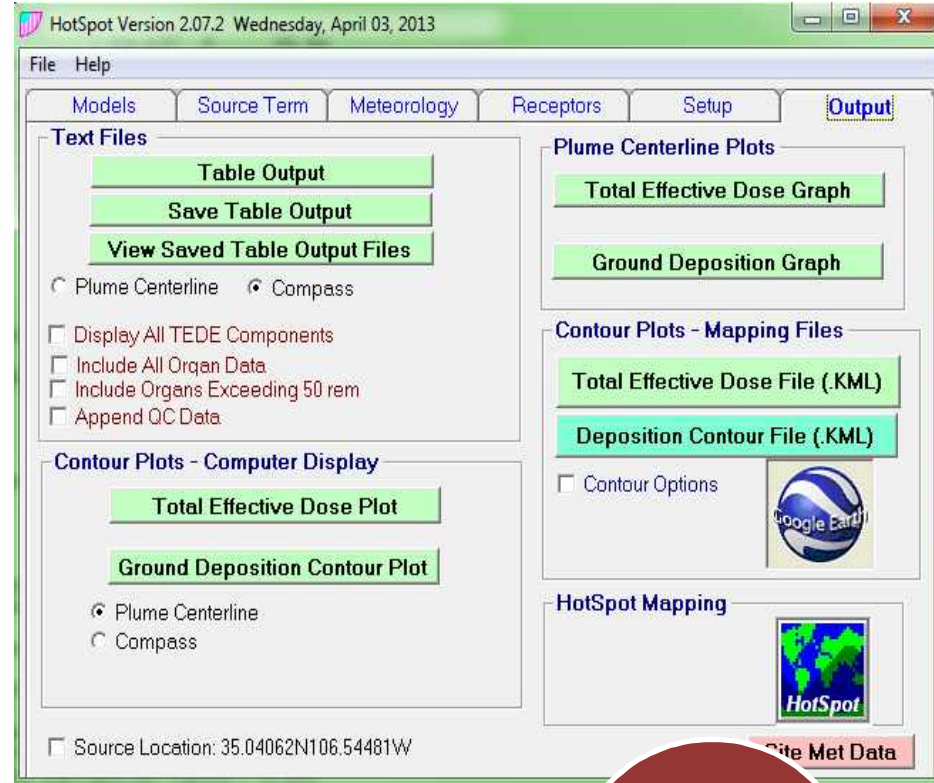 HotSpot Version 2.07.2 Wednesday, April 03, 2013
File Help
Models Source Term Meteorology Receptors Setup Output
Text Files
Table Output
Save Table Output
View Saved Table Output Files
Plume Centerline Compass
Display All TEDE Components
Include All Organ Data
Include Organs Exceeding 50 rem
Append QC Data
Contour Plots - Computer Display
Total Effective Dose Plot
Ground Deposition Contour Plot
Plume Centerline
Compass
Source Location: 35.04062N106.54481W
Plume Centerline Plots
Total Effective Dose Graph
Ground Deposition Graph
Contour Plots - Mapping Files
Total Effective Dose File (.KML)
Deposition Contour File (.KML)
Contour Options
Google Earth
HotSpot Mapping
HotSpot
Met Data